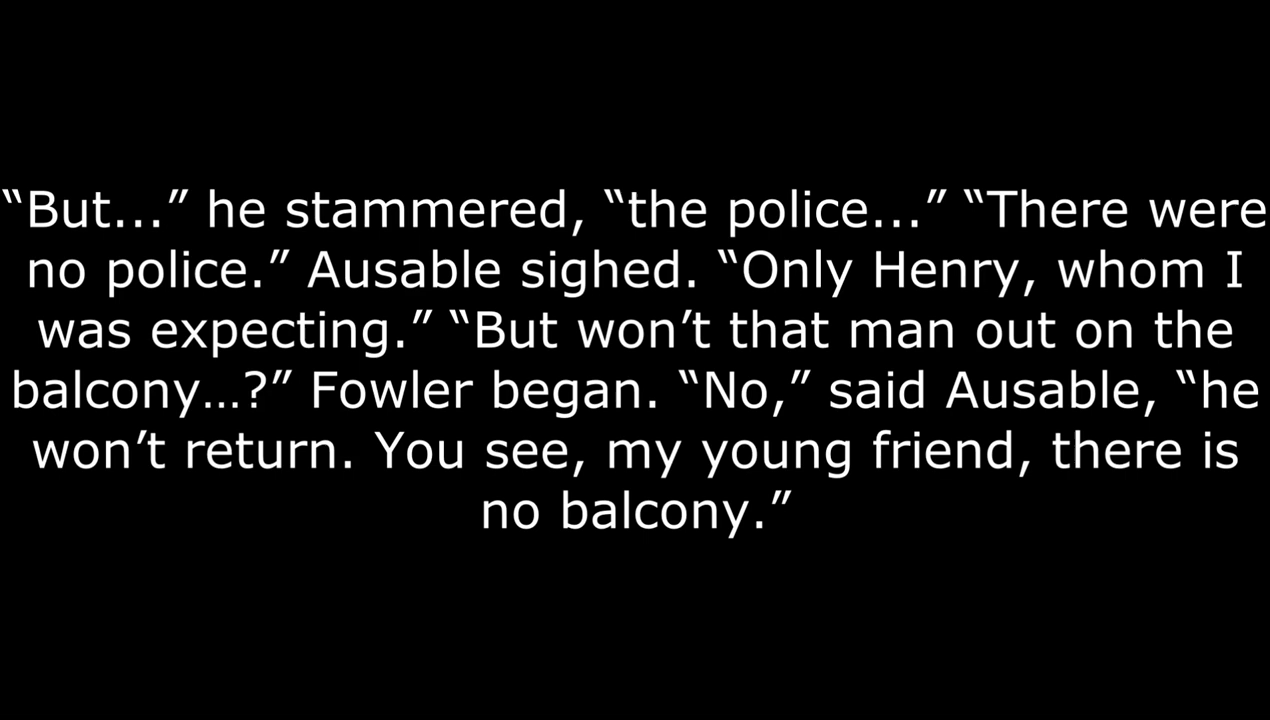 “But...” he stammered, “the police...” “There were
no police.” Ausable sighed. “Only Henry, whom I
was expecting.” “But won’t that man out on the
balcony…?” Fowler began. “No,” said Ausable, “he
won’t return. You see, my young friend, there is
no balcony.”